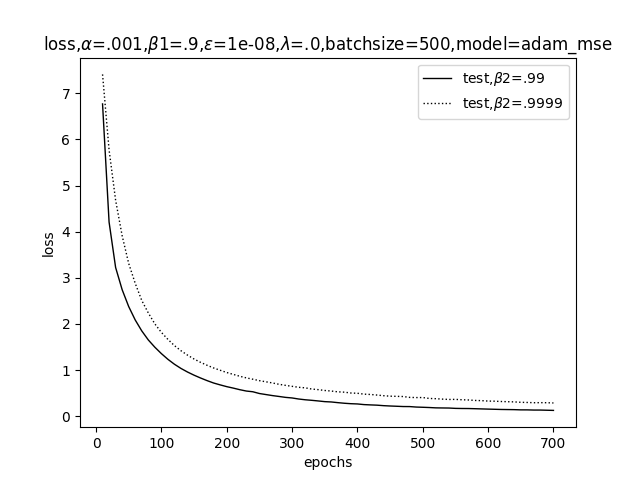 loss,α=.001,β1=.9,ε=1e-08,λ=.0,batchsize=500,model=adam_mse
test,β2=.99
test,β2=.9999
7
6
5
4
3
2
1
0
loss
0 100 200 300 400 500 600 700
epochs